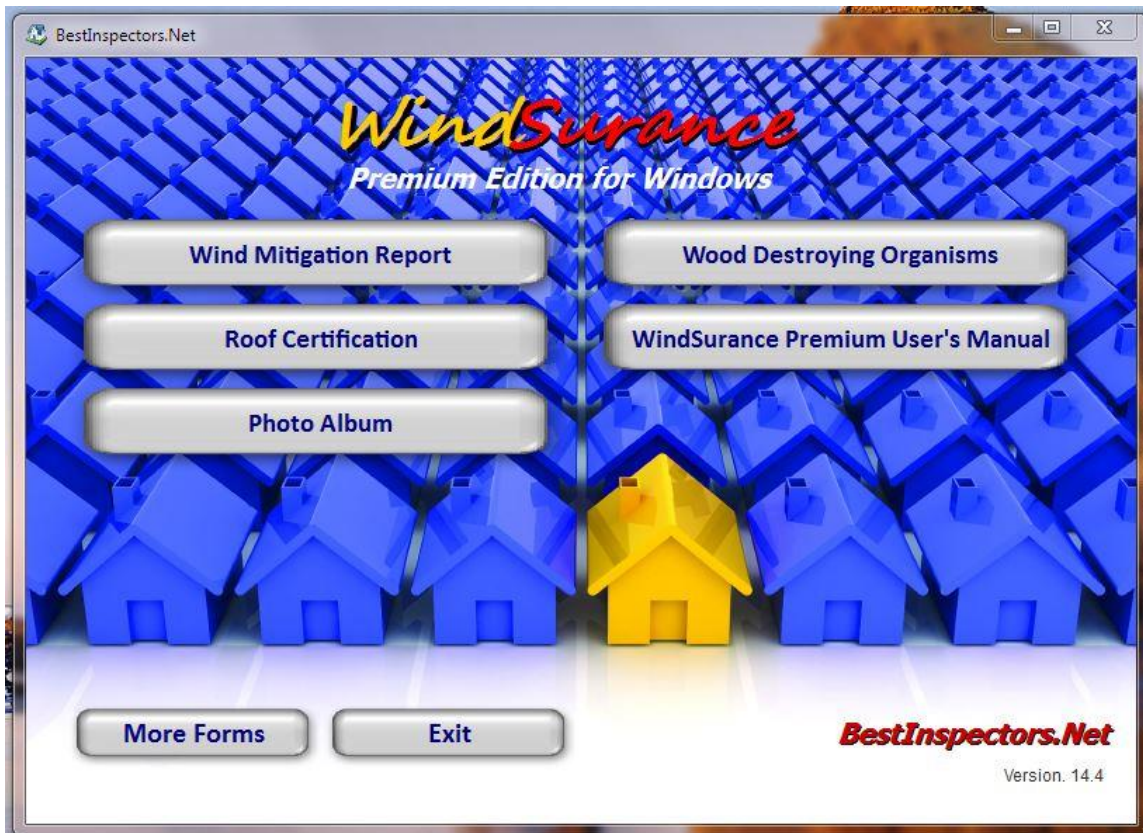 BestInspectors.Net
WindSurance
Premium Edition for Windows
Wind Mitigation Report
Wood Destroying Organisms
Roof Certification
WindSurance Premium User's Manual
Photo Album
More Forms
Exit
BestInspectors.Net
Version. 14.4